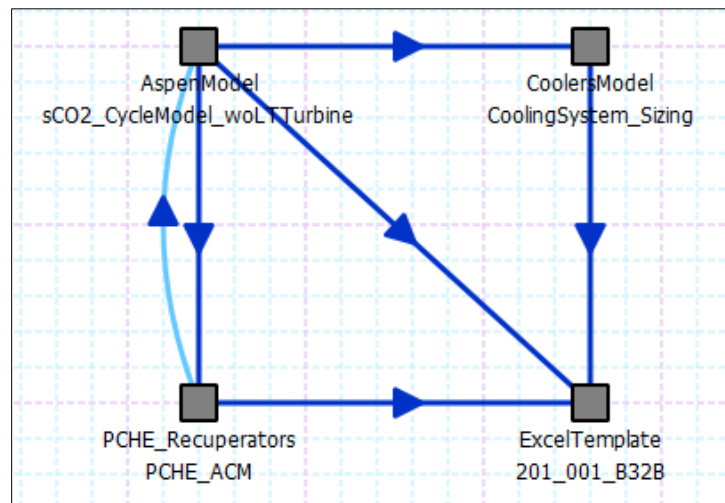 AspenModel
sCO2_CycleModel_woLTTurbine
CoolersModel
CoolingSystem_Sizing
PCHE_Recuperators
PCHE_ACM
ExcelTemplate
201_001_B32B